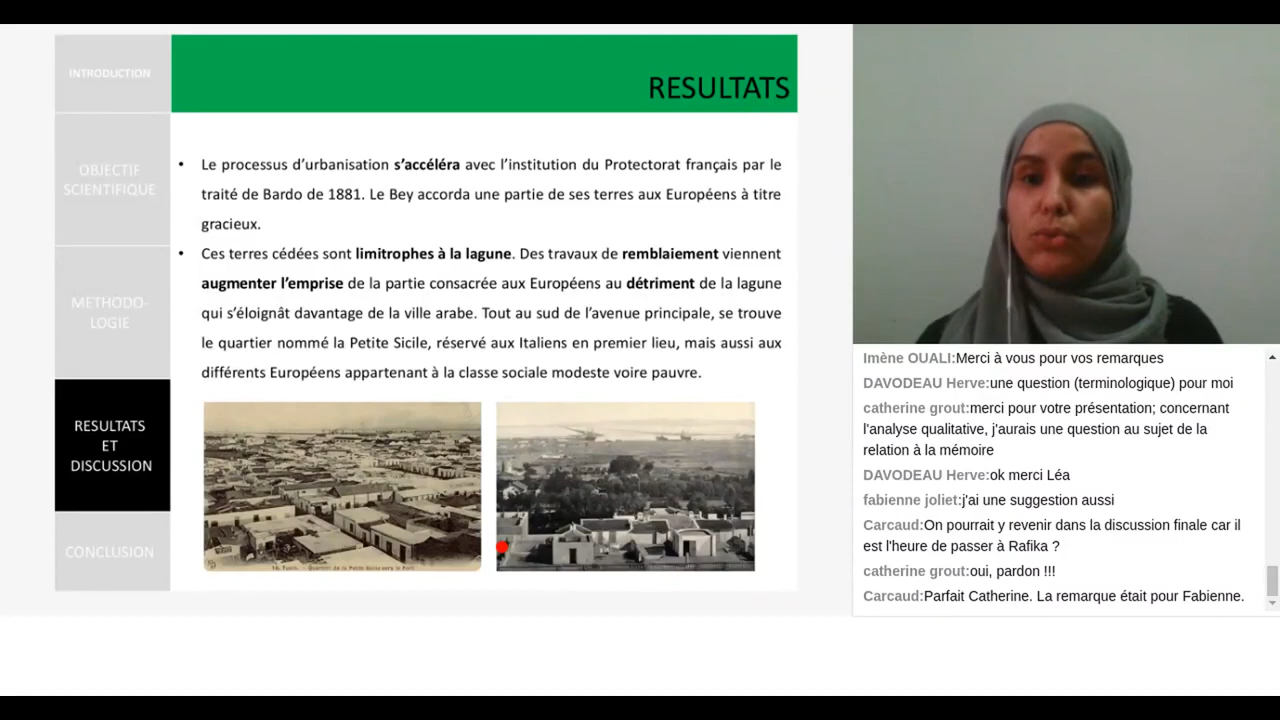 INTRODUCTION
OBJECTIF
SCIENTIFIQUE
METHODO-
LOGIE
RESULTATS
ET
DISCUSSION
CONCLUSION
RESULTATS
• Le processus d'urbanisation s'accéléra avec l'institution du Protectorat français par le
traité de Bardo de 1881. Le Bey accorda une partie de ses terres aux Européens à titre
gracieux.
• Ces terres cédées sont limitrophes à la lagune. Des travaux de remblaiement viennent
augmenter l'emprise de la partie consacrée aux Européens au détriment de la lagune
qui s'éloignât davantage de la ville arabe. Tout au sud de l'avenue principale, se trouve
le quartier nommé la Petite Sicile, réservé aux Italiens en premier lieu, mais aussi aux
différents Européens appartenant à la classe sociale modeste voire pauvre.
Quartier de la Petite Sicile vers le Port
Imène OUALI:Merci à vous pour vos remarques
DAVODEAU Herve:une question (terminologique) pour moi
catherine grout:merci pour votre présentation; concernant
l'analyse qualitative, j'aurais une question au sujet de la
relation à la mémoire
DAVODEAU Herve:ok merci Léa
fabienne joliet:j'ai une suggestion aussi
Carcaud:On pourrait y revenir dans la discussion finale car il
est l'heure de passer à Rafika ?
catherine grout:oui, pardon !!!
Carcaud:Parfait Catherine. La remarque était pour Fabienne.